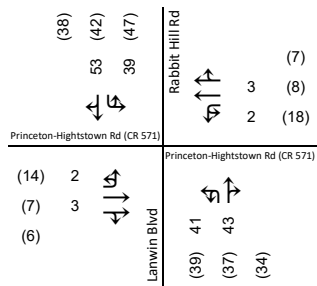 (38) (42) (47)
53 39
Rabbit Hill Rd
(7)
3 (8)
2 (18)
Princeton-Hightstown Rd (CR 571)
Princeton-Hightstown Rd (CR 571)
(14) 2
(7) 3
(6)
Lanwin Blvd
41 43
(39) (37) (34)